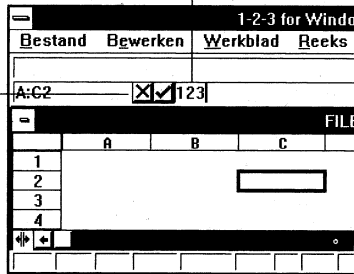 1-2-3 for Windo
Bestand Bewerken Werkblad Reeks
A:C2 123
FILE
A B C
1
2
3
4